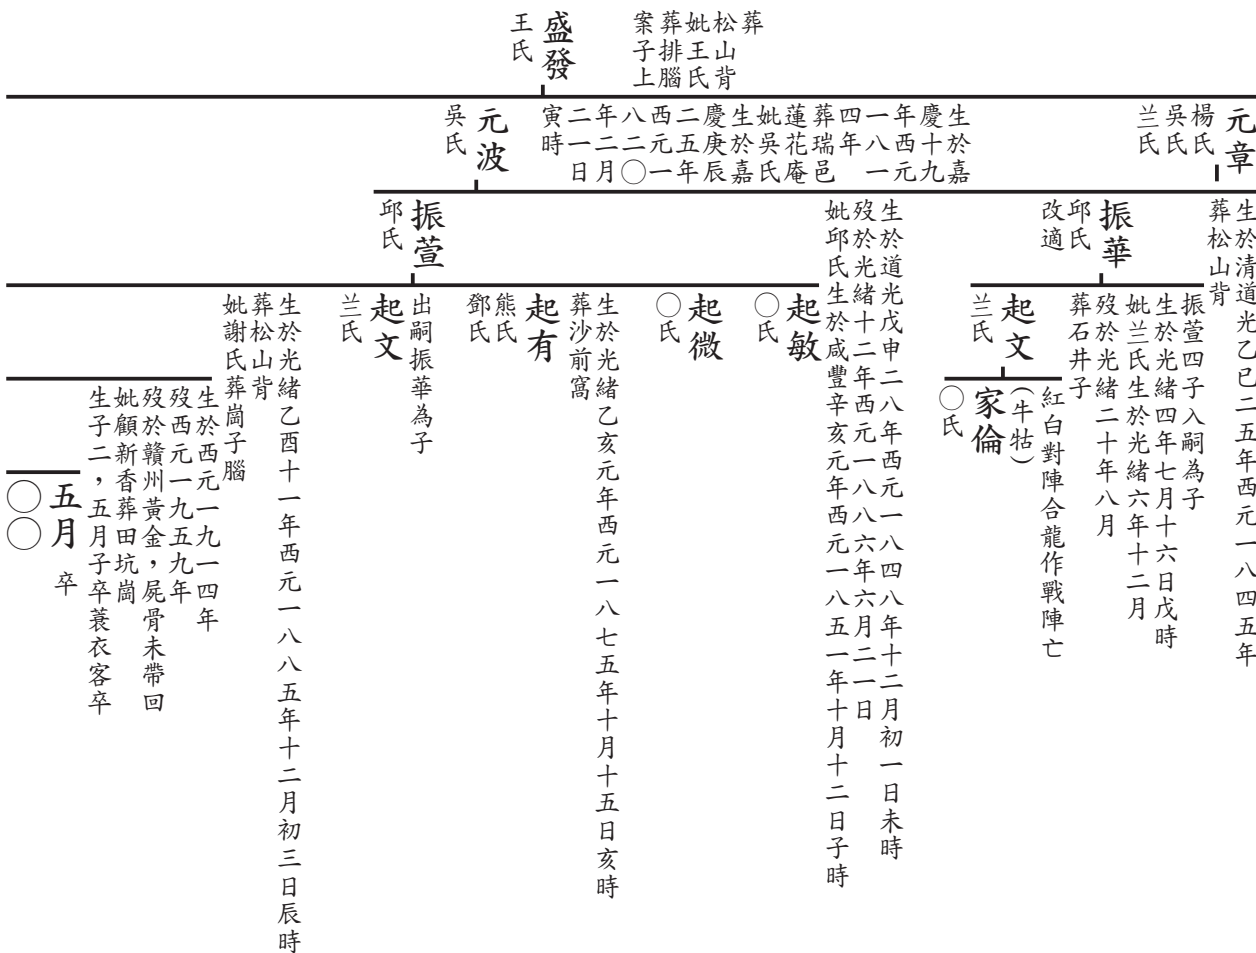 葬
松山背
妣王氏
葬排腦
案子上
盛發
王氏
元章
楊氏
吳氏
兰氏
生於嘉
慶十九
年西元
一八一
四年
葬瑞邑
蓮花庵
妣吳氏
生於嘉
慶庚辰
二五年
西元一
八二〇
年二月
二一日
寅時
元波
吳氏
生於清道光乙巳二五年西元一八四五年
葬松山背
振華
邱氏
改適
生於道光戊申二八年西元一八四八年十二月初一日未時
歿於光緒十二年西元一八八六年六月二一日
妣邱氏生於咸豐辛亥元年西元一八五一年十月十二日子時
振萱
邱氏
振萱四子入嗣為子
生於光緒四年七月十六日戊時
妣兰氏生於光緒六年十二月
歿於光緒二十年八月
葬石井子
起文
兰氏
起敏
〇氏
起微
〇氏
生於光緒乙亥元年西元一八七五年十月十五日亥時
葬沙前窩
起有
熊氏
鄧氏
出嗣振華為子
起文
兰氏
生於光緒乙酉十一年西元一八八五年十二月初三日辰時
葬松山背
妣謝氏葬崗子腦
紅白對陣合龍作戰陣亡
(牛牯)
家倫
〇氏
生於西元一九一四年
歿西元一九五九年
歿於贛州黃金，屍骨未帶回
妣顧新香葬田坑崗
生子二，五月子卒蓑衣客卒
五月 卒
〇〇